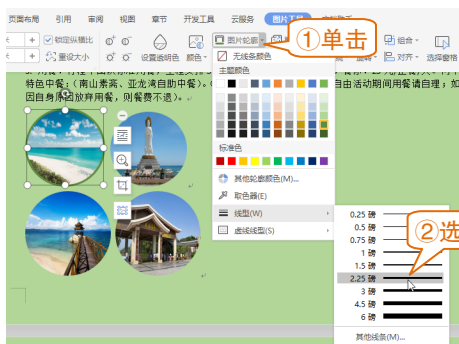 页面布局 引用 审阅 视图 章节 开发工具 云服务 图片工具
锁定纵横比 图片轮廓 ①单击 组合
重设大小 设置透明色 颜色 对齐 选择窗格
特色中餐:(南山素斋、亚龙湾自助中餐)。 自由活动期间用餐请自理;如
因自身原因放弃用餐,则餐费不退)。
无线条颜色
主题颜色
标准色
其他轮廓颜色(M)...
取色器(E)
线型(W)
虚线线型(S)
0.25 磅
0.5 磅
0.75 磅
1 磅
1.5 磅
2.25 磅
3 磅
4.5 磅
6 磅
其他线条(M)...
②选